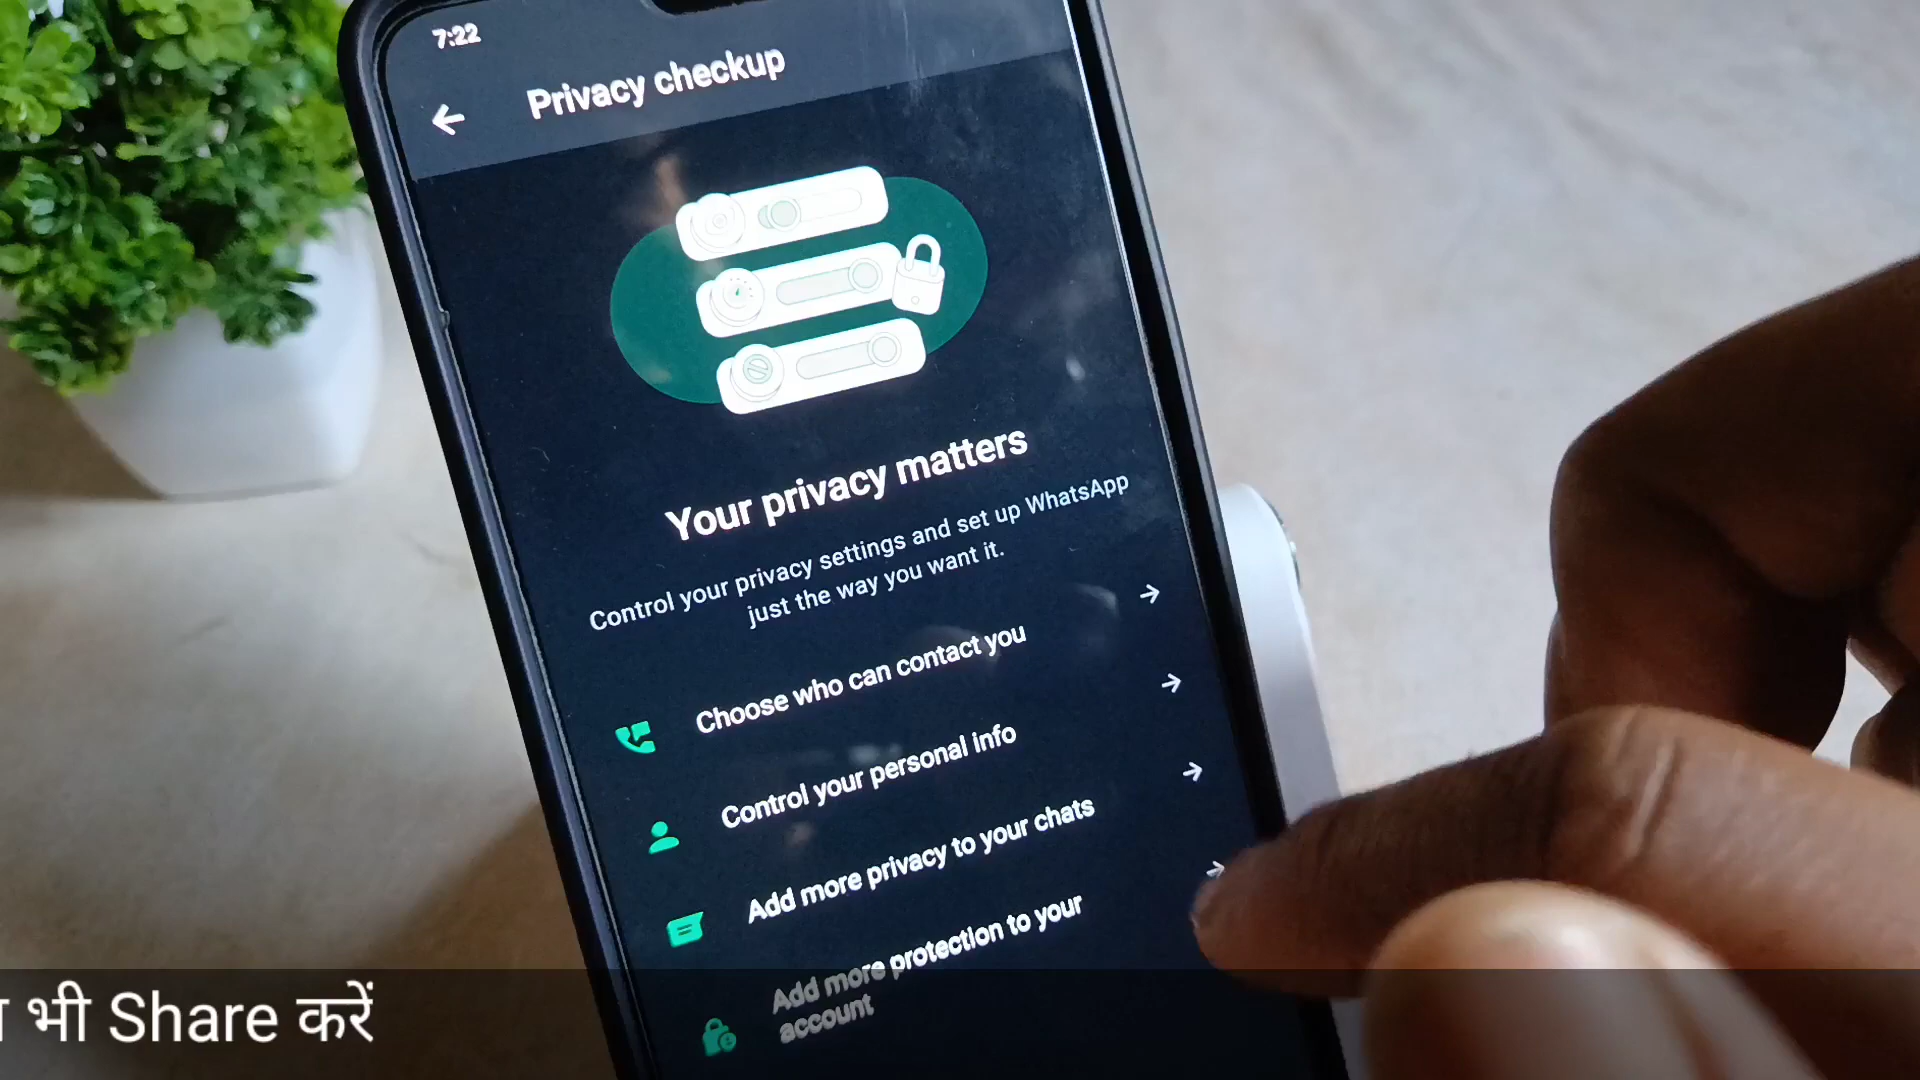 7:22
Privacy checkup
Your privacy matters
Control your privacy settings and set up WhatsApp
just the way you want it.
Choose who can contact you
Control your personal info
Add more privacy to your chats
Add more protection to your
account
भी Share करें